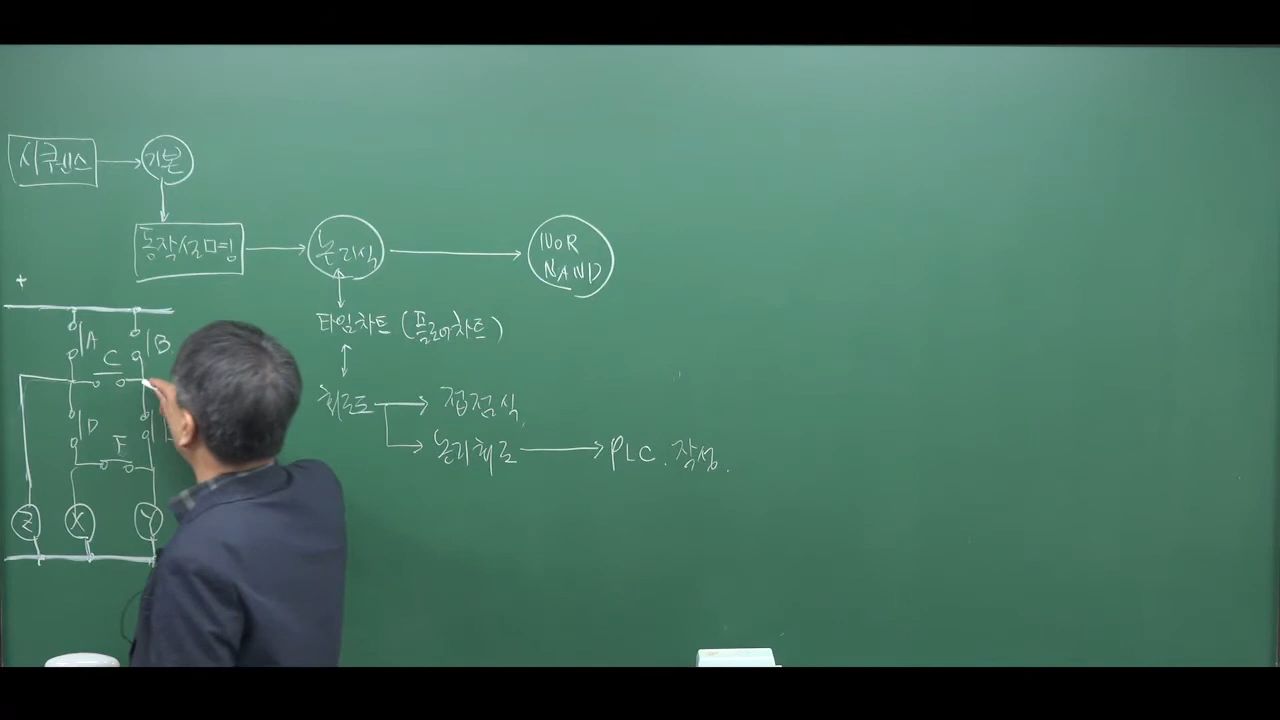 시퀀스 → 기본
동작설명 → 논리식 → NOR NAND
타임차트 (플로어차트)
회로도 → 접점식
논리회로 → PLC. 작성.
+
A B
C
D
F
Z X Y